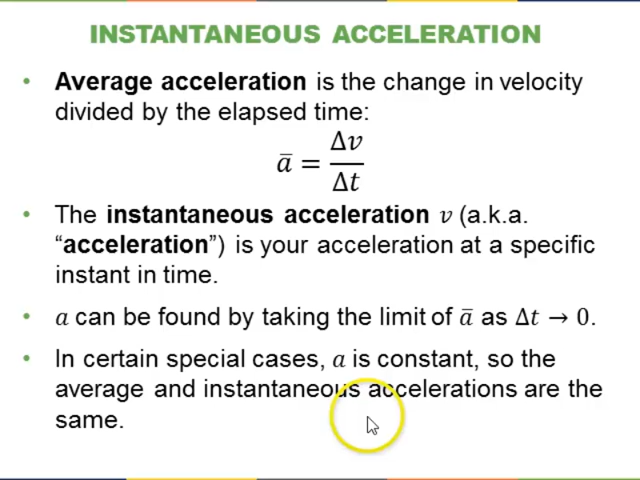 INSTANTANEOUS ACCELERATION
• Average acceleration is the change in velocity
divided by the elapsed time:
a̅ = Δv/Δt
• The instantaneous acceleration v (a.k.a.
“acceleration”) is your acceleration at a specific
instant in time.
• a can be found by taking the limit of a̅ as Δt → 0.
• In certain special cases, a is constant, so the
average and instantaneous accelerations are the
same.